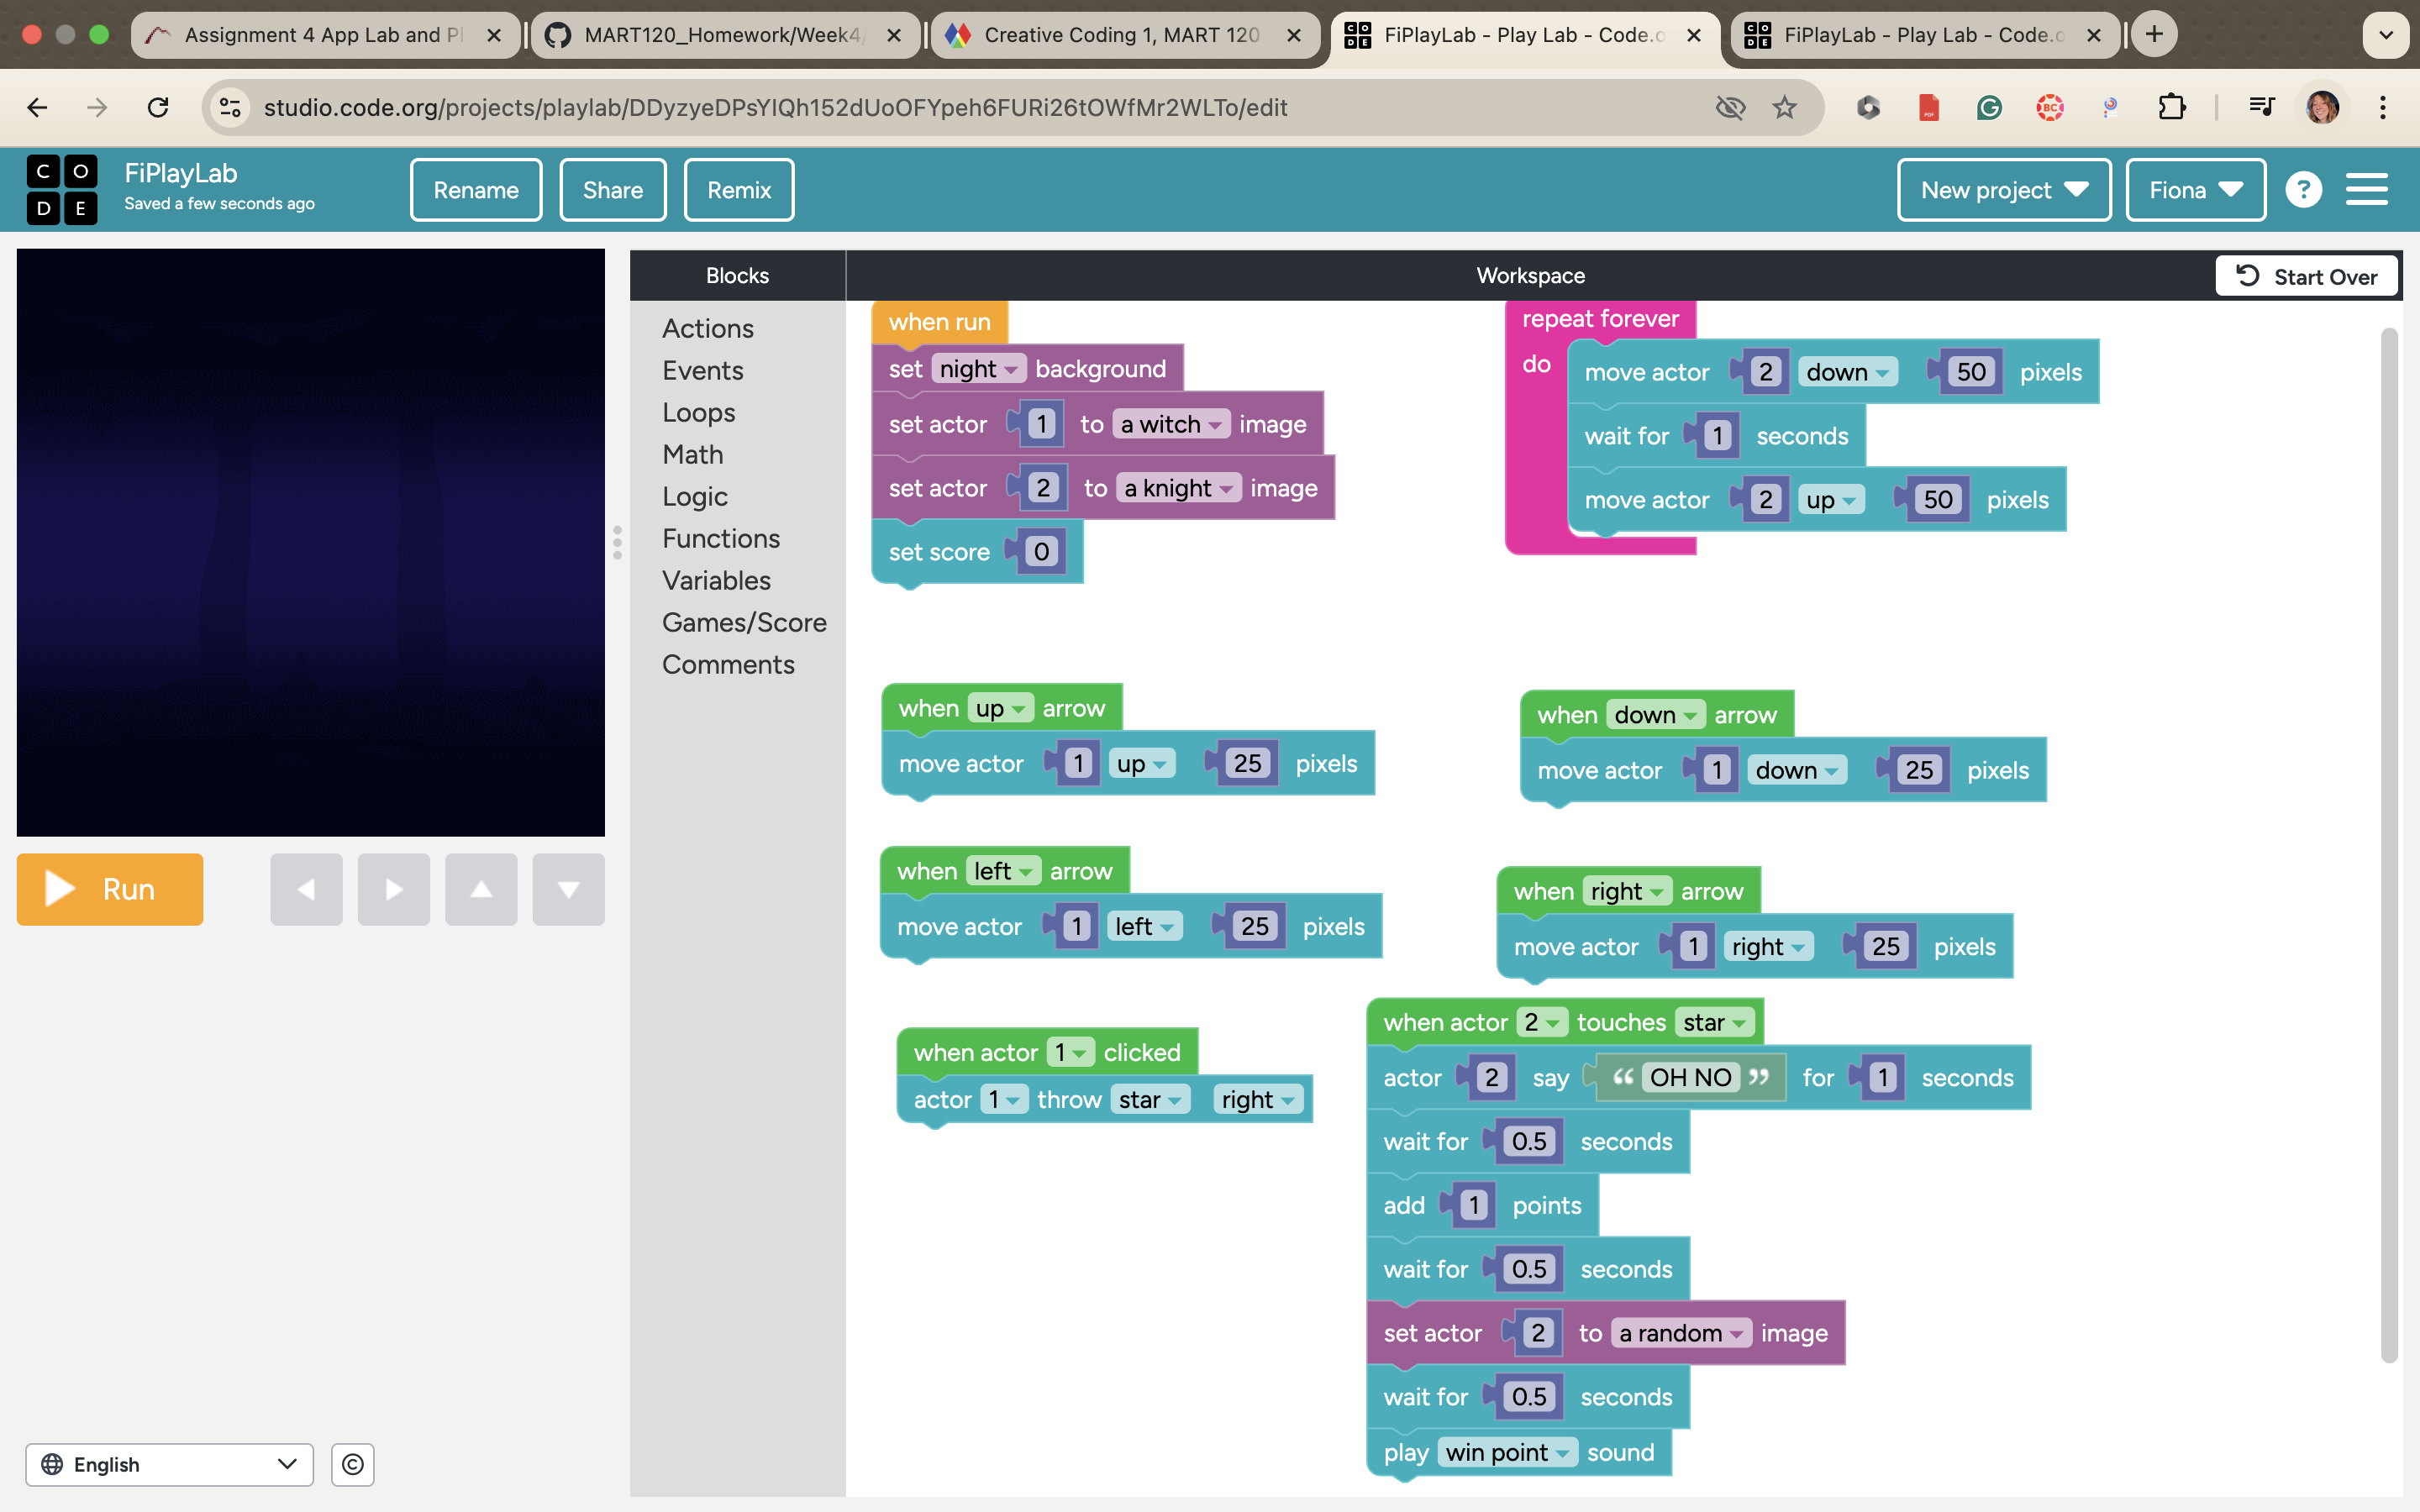 Assignment 4 App Lab and Pl
MART120_Homework/Week4/
Creative Coding 1, MART 120
FiPlayLab - Play Lab - Code.o
FiPlayLab - Play Lab - Code.o
studio.code.org/projects/playlab/DDyzyeDPsYIQh152dUoOFYpeh6FURi26tOWfMr2WLTo/edit
PDF
BC
C O D E
FiPlayLab
Saved a few seconds ago
Rename
Share
Remix
New project
Fiona
?
Blocks
Workspace
Start Over
Actions
Events
Loops
Math
Logic
Functions
Variables
Games/Score
Comments
when run
set night background
set actor 1 to a witch image
set actor 2 to a knight image
set score 0
repeat forever
do move actor 2 down 50 pixels
wait for 1 seconds
move actor 2 up 50 pixels
when up arrow
move actor 1 up 25 pixels
when down arrow
move actor 1 down 25 pixels
when left arrow
move actor 1 left 25 pixels
when right arrow
move actor 1 right 25 pixels
when actor 1 clicked
actor 1 throw star right
when actor 2 touches star
actor 2 say “ OH NO ” for 1 seconds
wait for 0.5 seconds
add 1 points
wait for 0.5 seconds
set actor 2 to a random image
wait for 0.5 seconds
play win point sound
Run
English
©